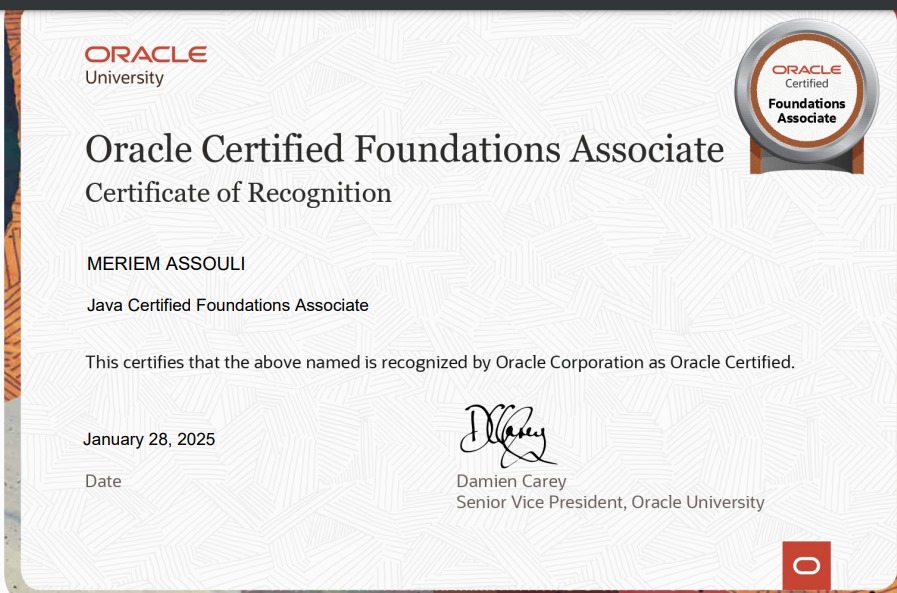 ORACLE
University
ORACLE
Certified
Foundations
Associate
Oracle Certified Foundations Associate
Certificate of Recognition
MERIEM ASSOULI
Java Certified Foundations Associate
This certifies that the above named is recognized by Oracle Corporation as Oracle Certified.
DCarey
January 28, 2025
Date
Damien Carey
Senior Vice President, Oracle University